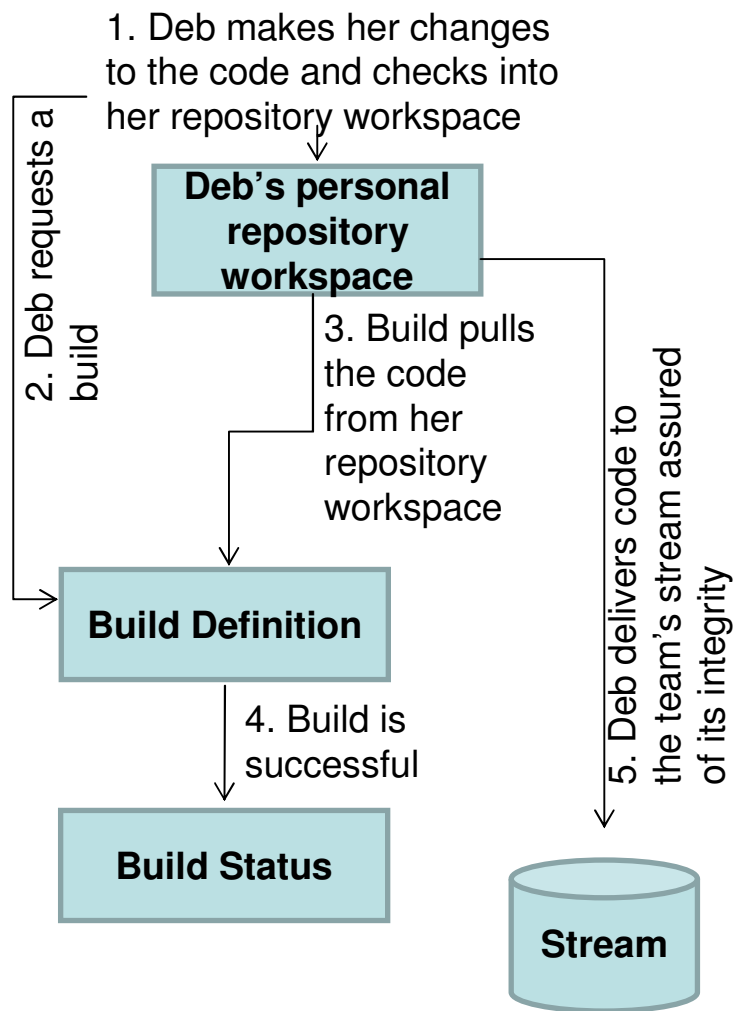 1. Deb makes her changes
to the code and checks into
her repository workspace
2. Deb requests a
build
Deb's personal
repository
workspace
3. Build pulls
the code
from her
repository
workspace
Build Definition
4. Build is
successful
Build Status
5. Deb delivers code to
the team's stream assured
of its integrity
Stream